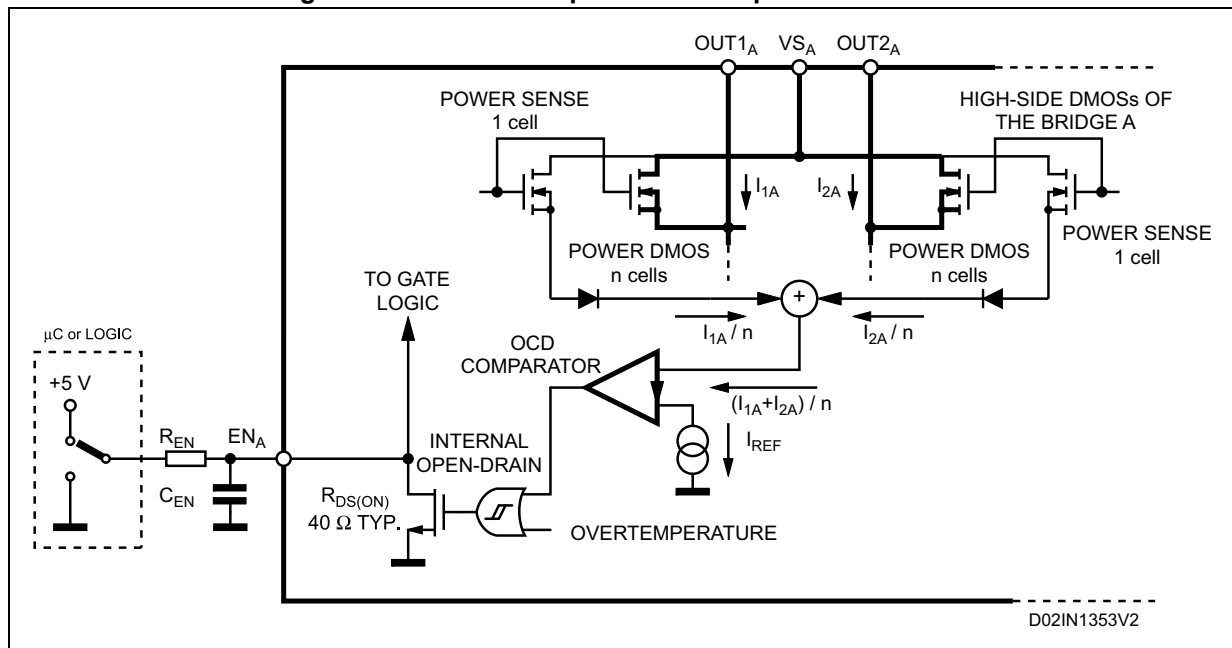 OUT1A VSA OUT2A
POWER SENSE
1 cell
HIGH-SIDE DMOSs OF
THE BRIDGE A
I1A
I2A
POWER DMOS
n cells
POWER DMOS
n cells
POWER SENSE
1 cell
TO GATE
LOGIC
+
I1A / n
I2A / n
μC or LOGIC
+5 V
OCD
COMPARATOR
(I1A+I2A) / n
IREF
REN
ENA
CEN
INTERNAL
OPEN-DRAIN
RDS(ON)
40 Ω TYP.
OVERTEMPERATURE
D02IN1353V2